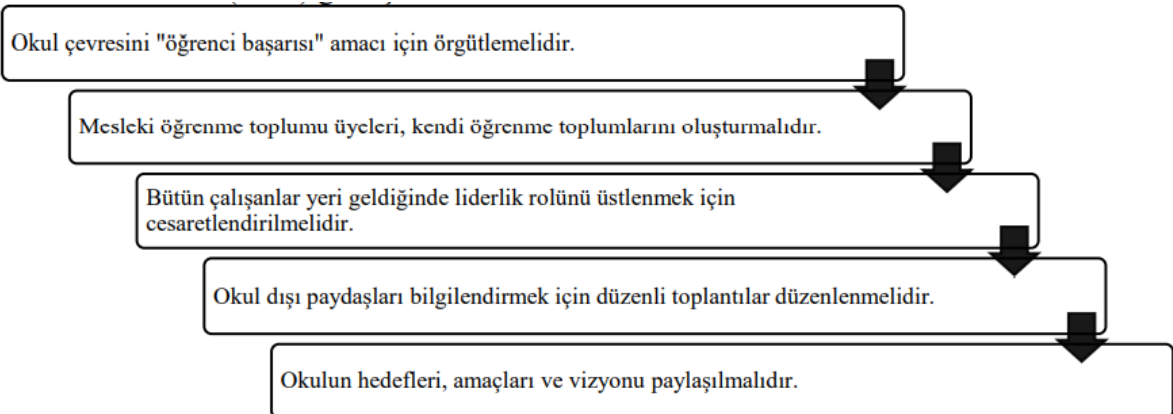 Okul çevresini "öğrenci başarısı" amacı için örgütlemelidir.
Mesleki öğrenme toplumu üyeleri, kendi öğrenme toplumlarını oluşturmalıdır.
Bütün çalışanlar yeri geldiğinde liderlik rolünü üstlenmek için
cesaretlendirilmelidir.
Okul dışı paydaşları bilgilendirmek için düzenli toplantılar düzenlenmelidir.
Okulun hedefleri, amaçları ve vizyonu paylaşılmalıdır.